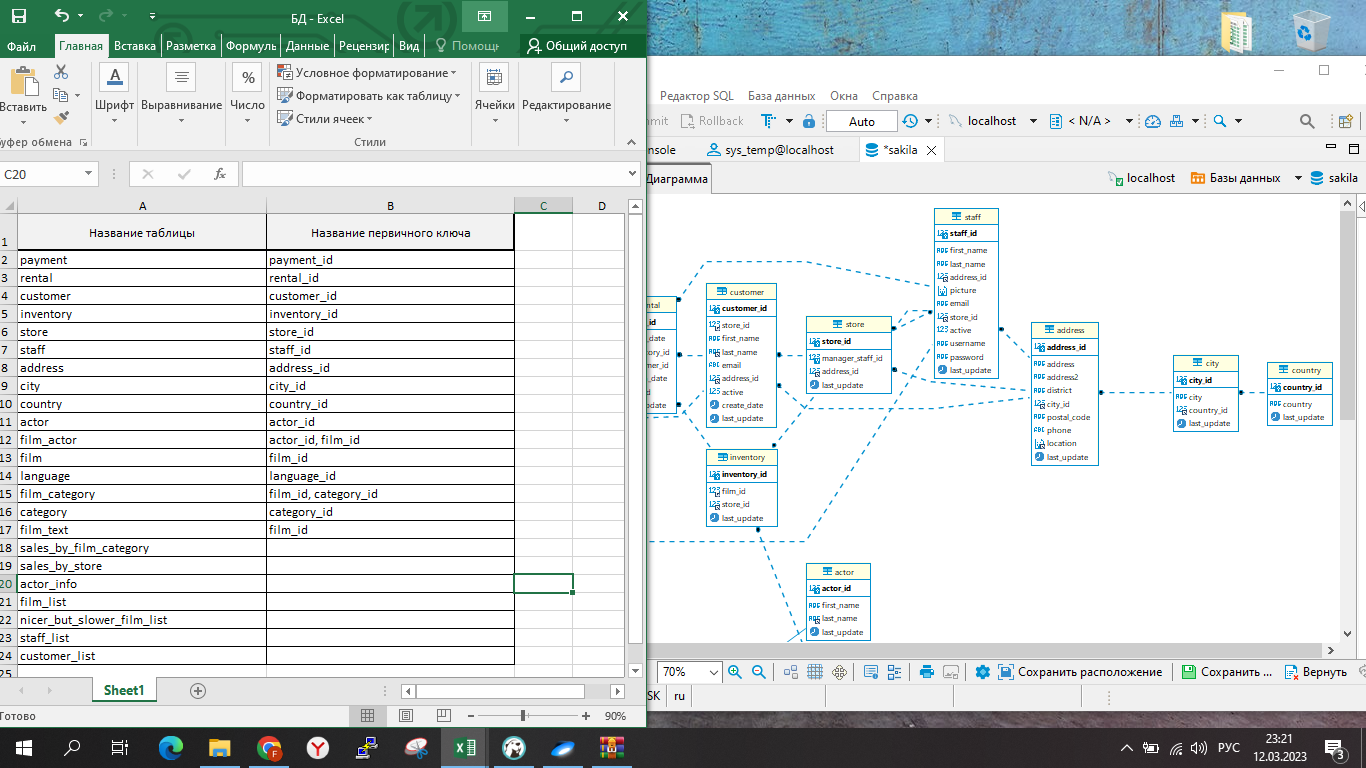 БД - Excel
Файл
Главная
Вставка
Разметка
Формуль
Данные
Рецензир
Вид
Помощь
Общий доступ
Вставить
Шрифт
Выравнивание
% Число
Условное форматирование
Форматировать как таблицу
Стили ячеек
Ячейки
Редактирование
уфер обмена
Стили
C20
fx
A B C D
1 Название таблицы Название первичного ключа
2 payment payment_id
3 rental rental_id
4 customer customer_id
5 inventory inventory_id
6 store store_id
7 staff staff_id
8 address address_id
9 city city_id
10 country country_id
11 actor actor_id
12 film_actor actor_id, film_id
13 film film_id
14 language language_id
15 film_category film_id, category_id
16 category category_id
17 film_text film_id
18 sales_by_film_category
19 sales_by_store
20 actor_info
21 film_list
22 nicer_but_slower_film_list
23 staff_list
24 customer_list
25
Sheet1
Готово
90%
Редактор SQL База данных Окна Справка
mit Rollback Auto localhost < N/A >
nsole sys_temp@localhost *sakila
Диаграмма localhost Базы данных sakila
ntal
_id
_date
tory_id
mer_id
_date
d
pdate
customer
customer_id
store_id
first_name
last_name
email
address_id
active
create_date
last_update
store
store_id
manager_staff_id
address_id
last_update
staff
staff_id
first_name
last_name
address_id
picture
email
store_id
active
username
password
last_update
address
address_id
address
address2
district
city_id
postal_code
phone
location
last_update
city
city_id
city
country_id
last_update
country
country_id
country
last_update
inventory
inventory_id
film_id
store_id
last_update
actor
actor_id
first_name
last_name
last_update
70% Сохранить расположение Сохранить ... Вернуть
SK ru
РУС
23:21
12.03.2023
3